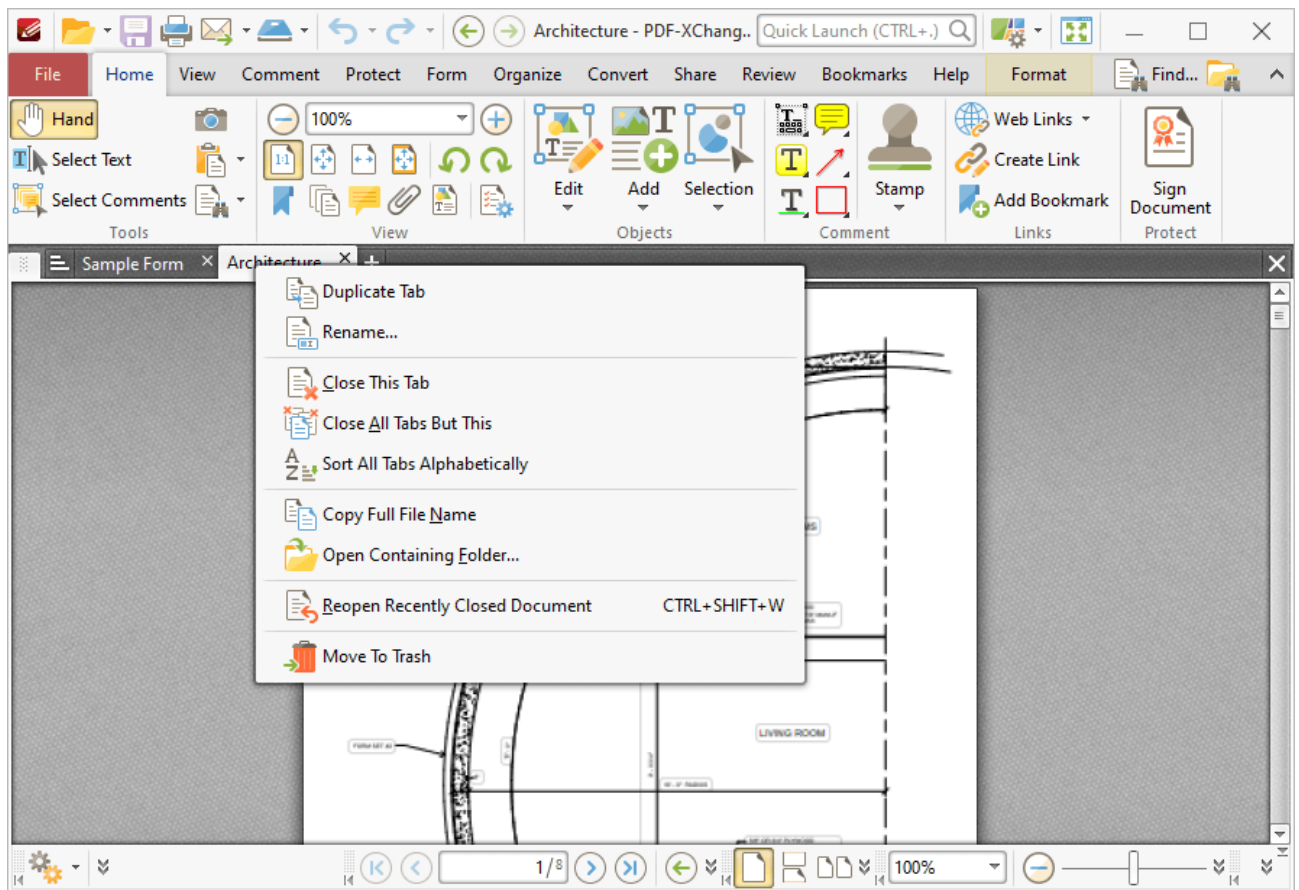 Architecture - PDF-XChang.. Quick Launch (CTRL+.)
File Home View Comment Protect Form Organize Convert Share Review Bookmarks Help Format Find...
Hand
Select Text
Select Comments
Tools
100%
1:1
View
Edit Add Selection
Objects
Stamp
Comment
Web Links
Create Link
Add Bookmark
Links
Sign
Document
Protect
Sample Form × Architecture × +
Duplicate Tab
Rename...
Close This Tab
Close All Tabs But This
Sort All Tabs Alphabetically
Copy Full File Name
Open Containing Folder...
Reopen Recently Closed Document CTRL+SHIFT+W
Move To Trash
LIVING ROOM
1/8 100%